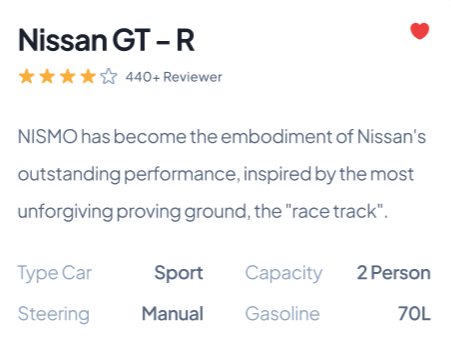 Nissan GT – R
440+ Reviewer
NISMO has become the embodiment of Nissan's
outstanding performance, inspired by the most
unforgiving proving ground, the "race track".
Type Car Sport Capacity 2 Person
Steering Manual Gasoline 70L